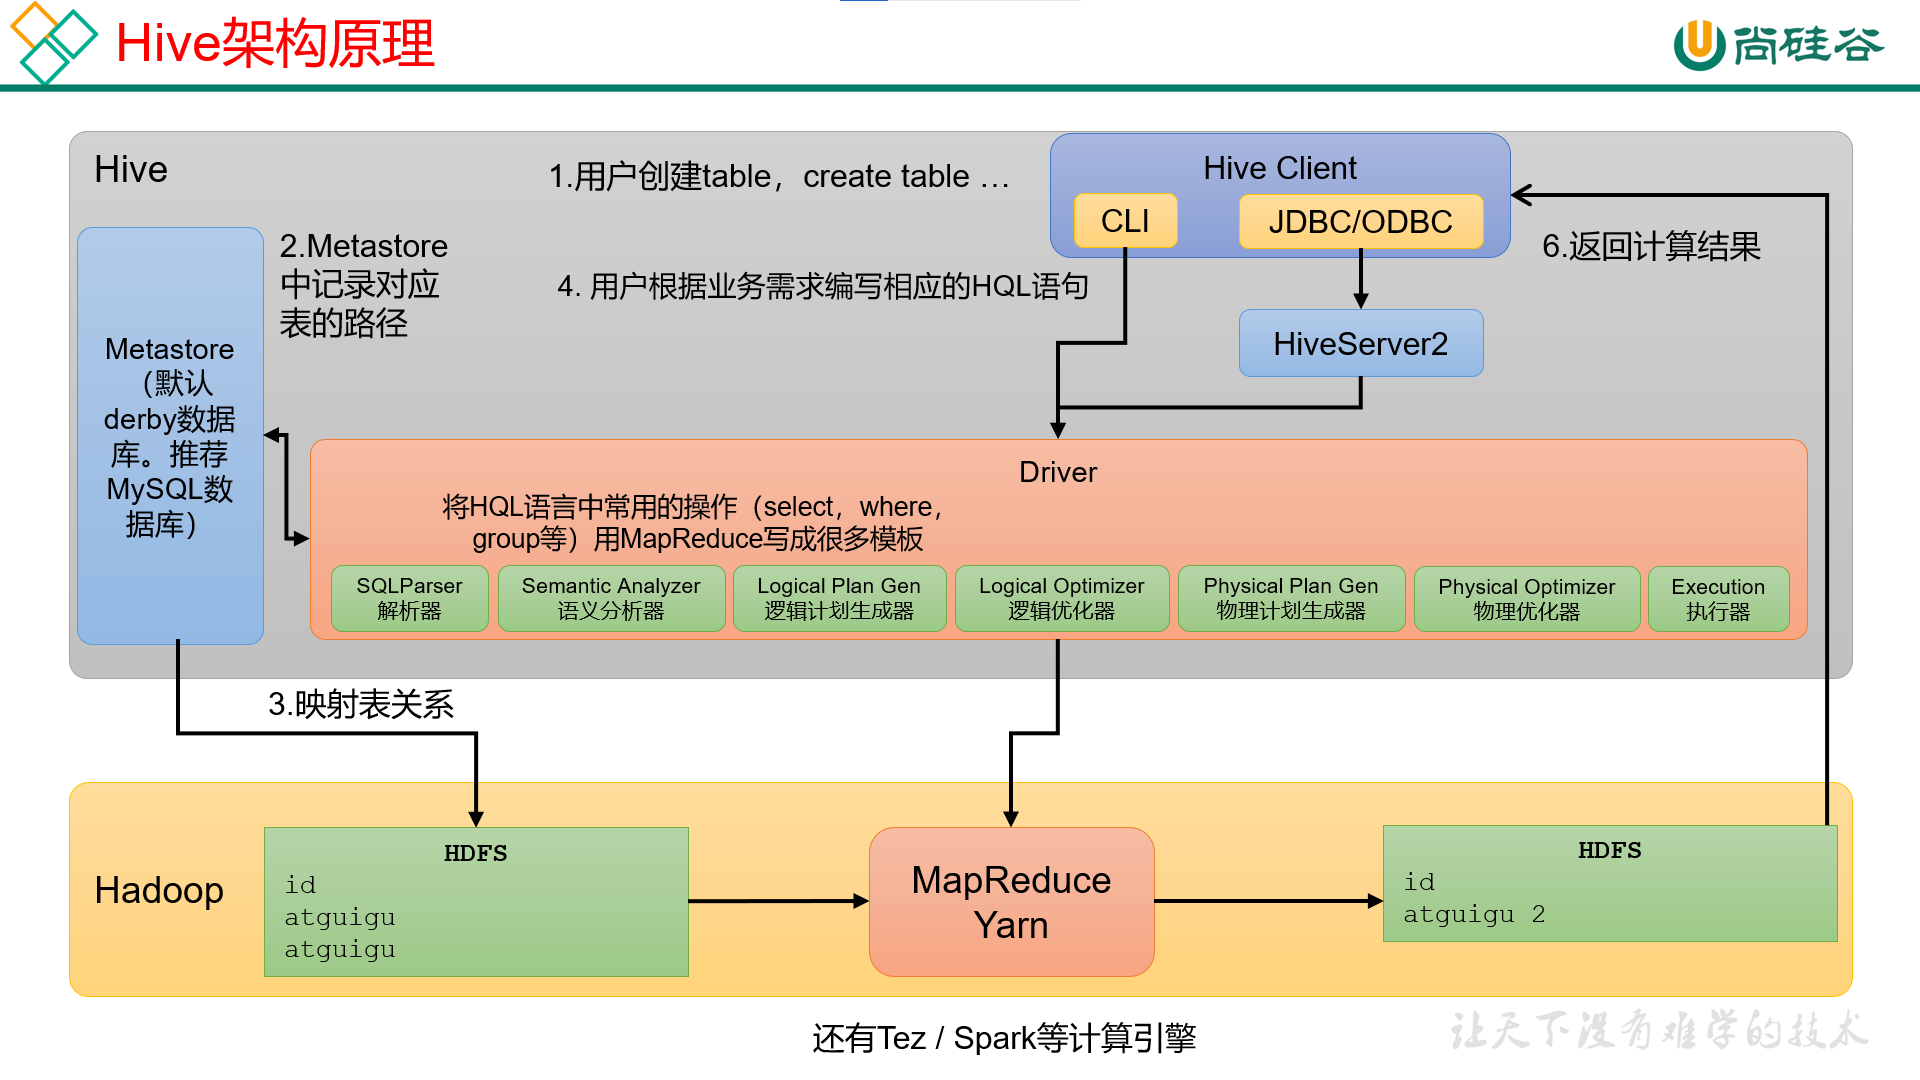 Hive架构原理
尚硅谷
Hive
1.用户创建table，create table …
Hive Client
CLI
JDBC/ODBC
6.返回计算结果
2.Metastore
中记录对应
表的路径
4. 用户根据业务需求编写相应的HQL语句
HiveServer2
Metastore
（默认
derby数据
库。推荐
MySQL数
据库）
Driver
将HQL语言中常用的操作（select，where，
group等）用MapReduce写成很多模板
SQLParser
解析器
Semantic Analyzer
语义分析器
Logical Plan Gen
逻辑计划生成器
Logical Optimizer
逻辑优化器
Physical Plan Gen
物理计划生成器
Physical Optimizer
物理优化器
Execution
执行器
3.映射表关系
Hadoop
HDFS
id
atguigu
atguigu
MapReduce
Yarn
HDFS
id
atguigu 2
还有Tez / Spark等计算引擎
让天下没有难学的技术